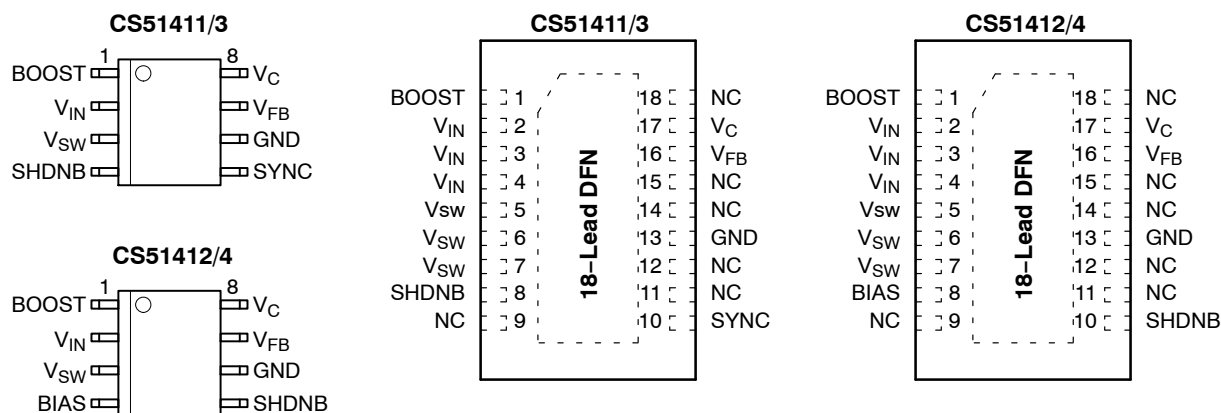 CS51411/3
1 8
BOOST V_C
V_IN V_FB
V_SW GND
SHDNB SYNC
CS51412/4
1 8
BOOST V_C
V_IN V_FB
V_SW GND
BIAS SHDNB
CS51411/3
BOOST 1 18 NC
V_IN 2 17 V_C
V_IN 3 16 V_FB
V_IN 4 15 NC
Vsw 5 14 NC
V_SW 6 13 GND
V_SW 7 12 NC
SHDNB 8 11 NC
NC 9 10 SYNC
18−Lead DFN
CS51412/4
BOOST 1 18 NC
V_IN 2 17 V_C
V_IN 3 16 V_FB
V_IN 4 15 NC
Vsw 5 14 NC
V_SW 6 13 GND
V_SW 7 12 NC
BIAS 8 11 NC
NC 9 10 SHDNB
18−Lead DFN